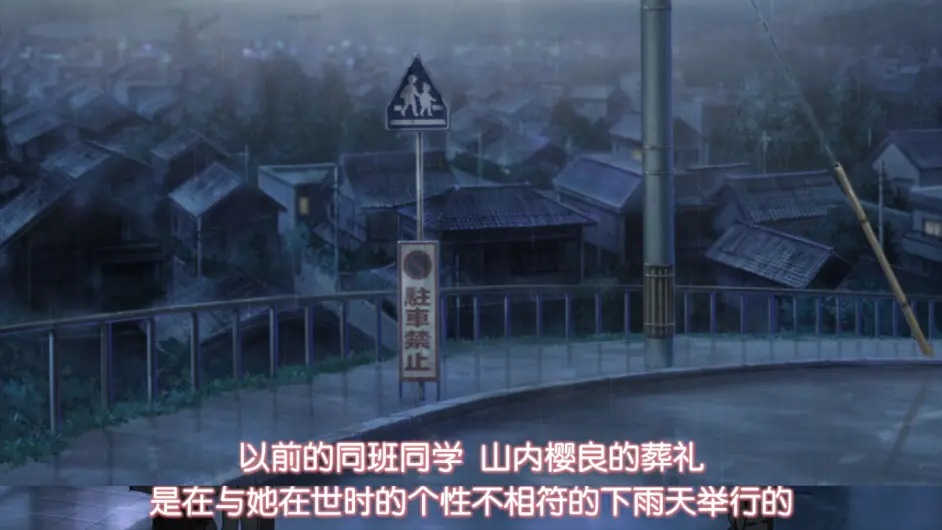 駐車禁止
以前的同班同学 山内樱良的葬礼
是在与她在世时的个性不相符的下雨天举行的